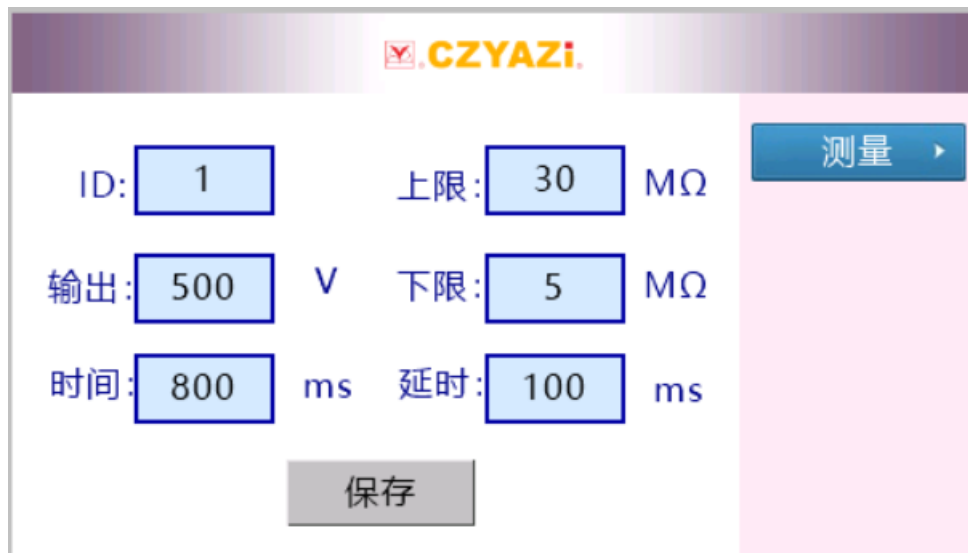 CZYAZi.
测量
ID: 1 上限: 30 MΩ
输出: 500 V 下限: 5 MΩ
时间: 800 ms 延时: 100 ms
保存